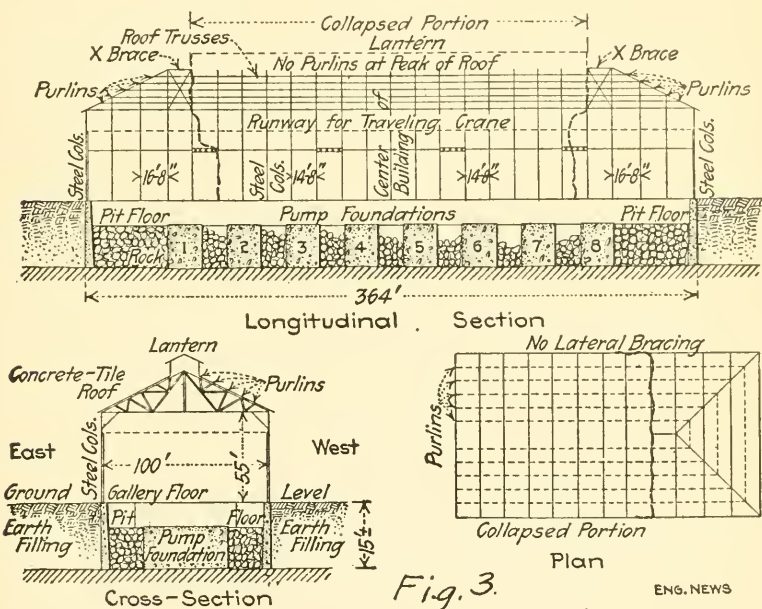 Collapsed Portion
Lantern
Roof Trusses
X Brace
X Brace
No Purlins at Peak of Roof
Purlins
Purlins
Runway for Traveling Crane
Steel Cols.
16'8"
Steel Cols.
14'8"
Center of Building
14'8"
16'8"
Steel Cols.
Pit Floor
Pump Foundations
Pit Floor
Rock
1 2 3 4 5 6 7 8
364'
Longitudinal Section
Lantern
Concrete-Tile
Roof
Purlins
Steel Cols.
East
West
100'
55'
Ground
Gallery Floor
Level
Earth
Filling
Pit
Floor
Pump
Foundation
Earth
Filling
15'±
Cross-Section
No Lateral Bracing
Purlins
Collapsed Portion
Plan
Fig. 3.
ENG. NEWS